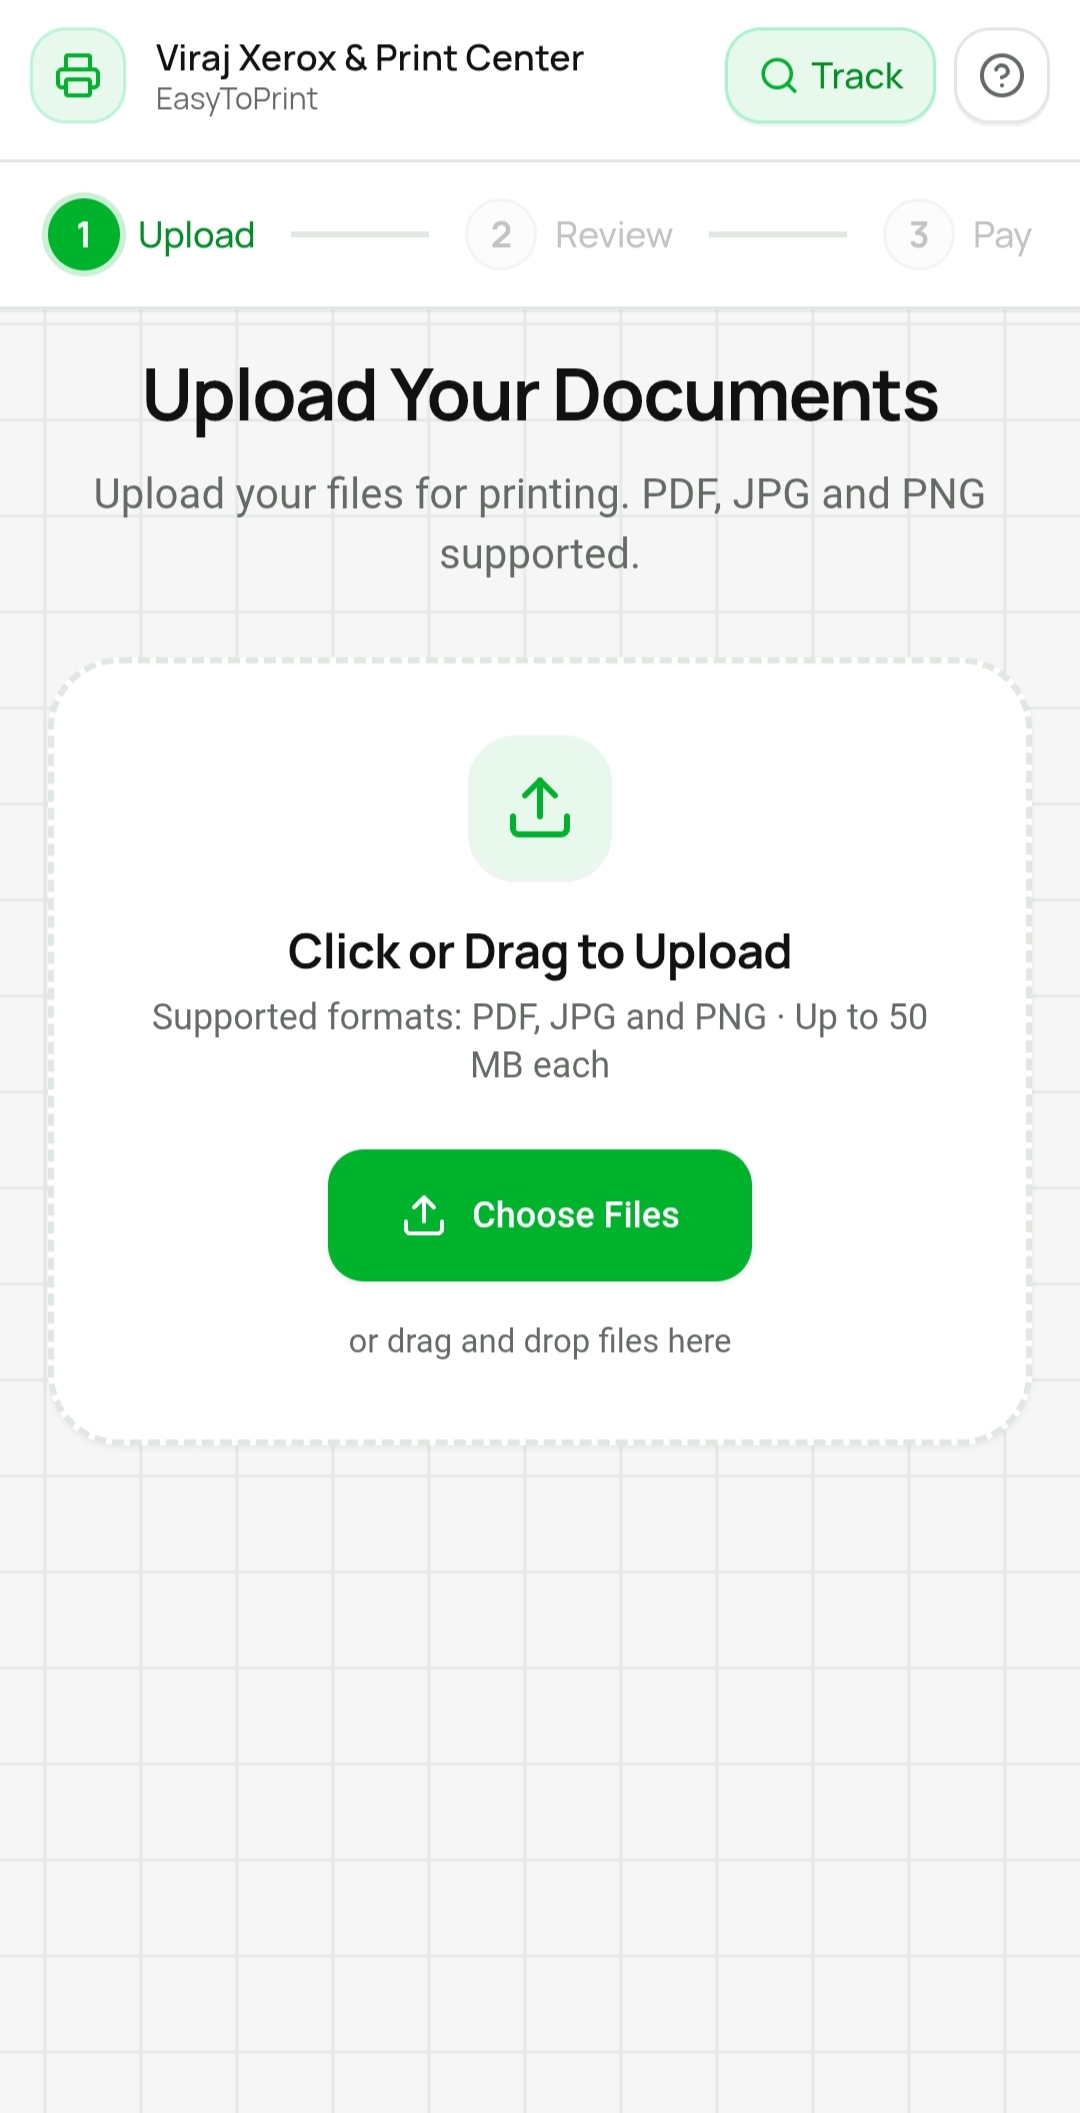 Viraj Xerox & Print Center
EasyToPrint
Track
1 Upload
2 Review
3 Pay
Upload Your Documents
Upload your files for printing. PDF, JPG and PNG
supported.
Click or Drag to Upload
Supported formats: PDF, JPG and PNG · Up to 50
MB each
Choose Files
or drag and drop files here